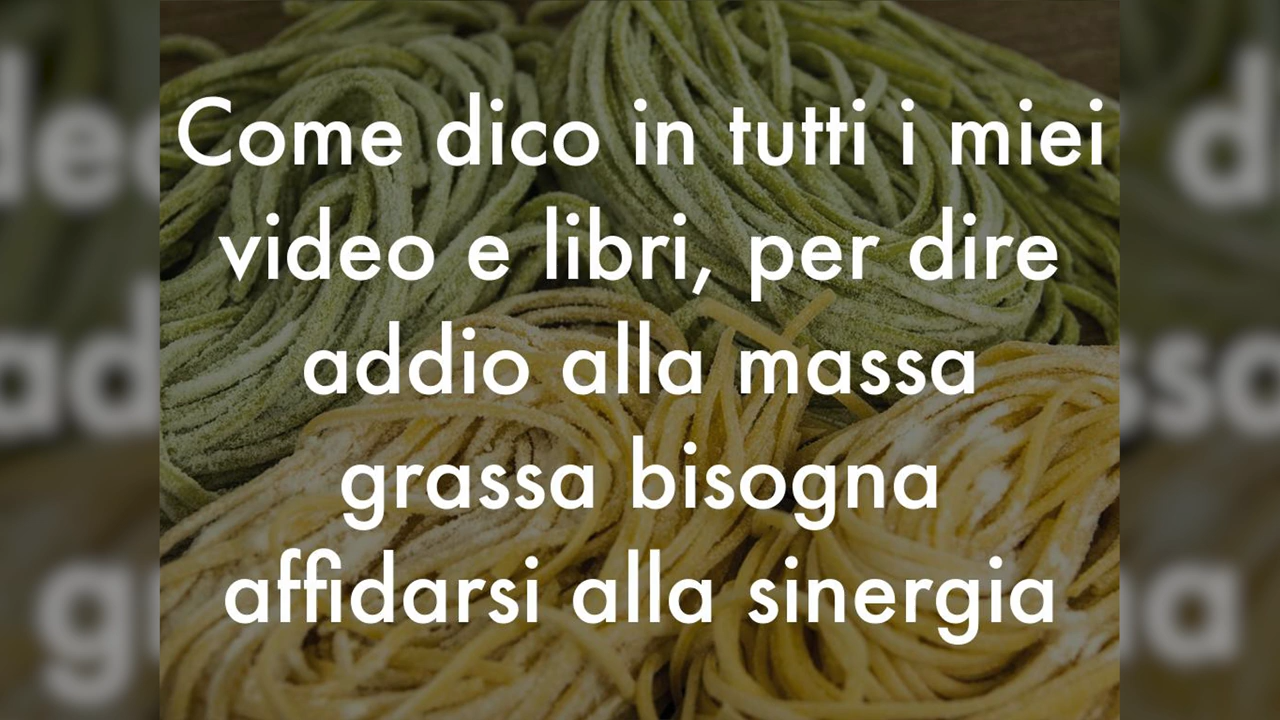 Come dico in tutti i miei
video e libri, per dire
addio alla massa
grassa bisogna
affidarsi alla sinergia